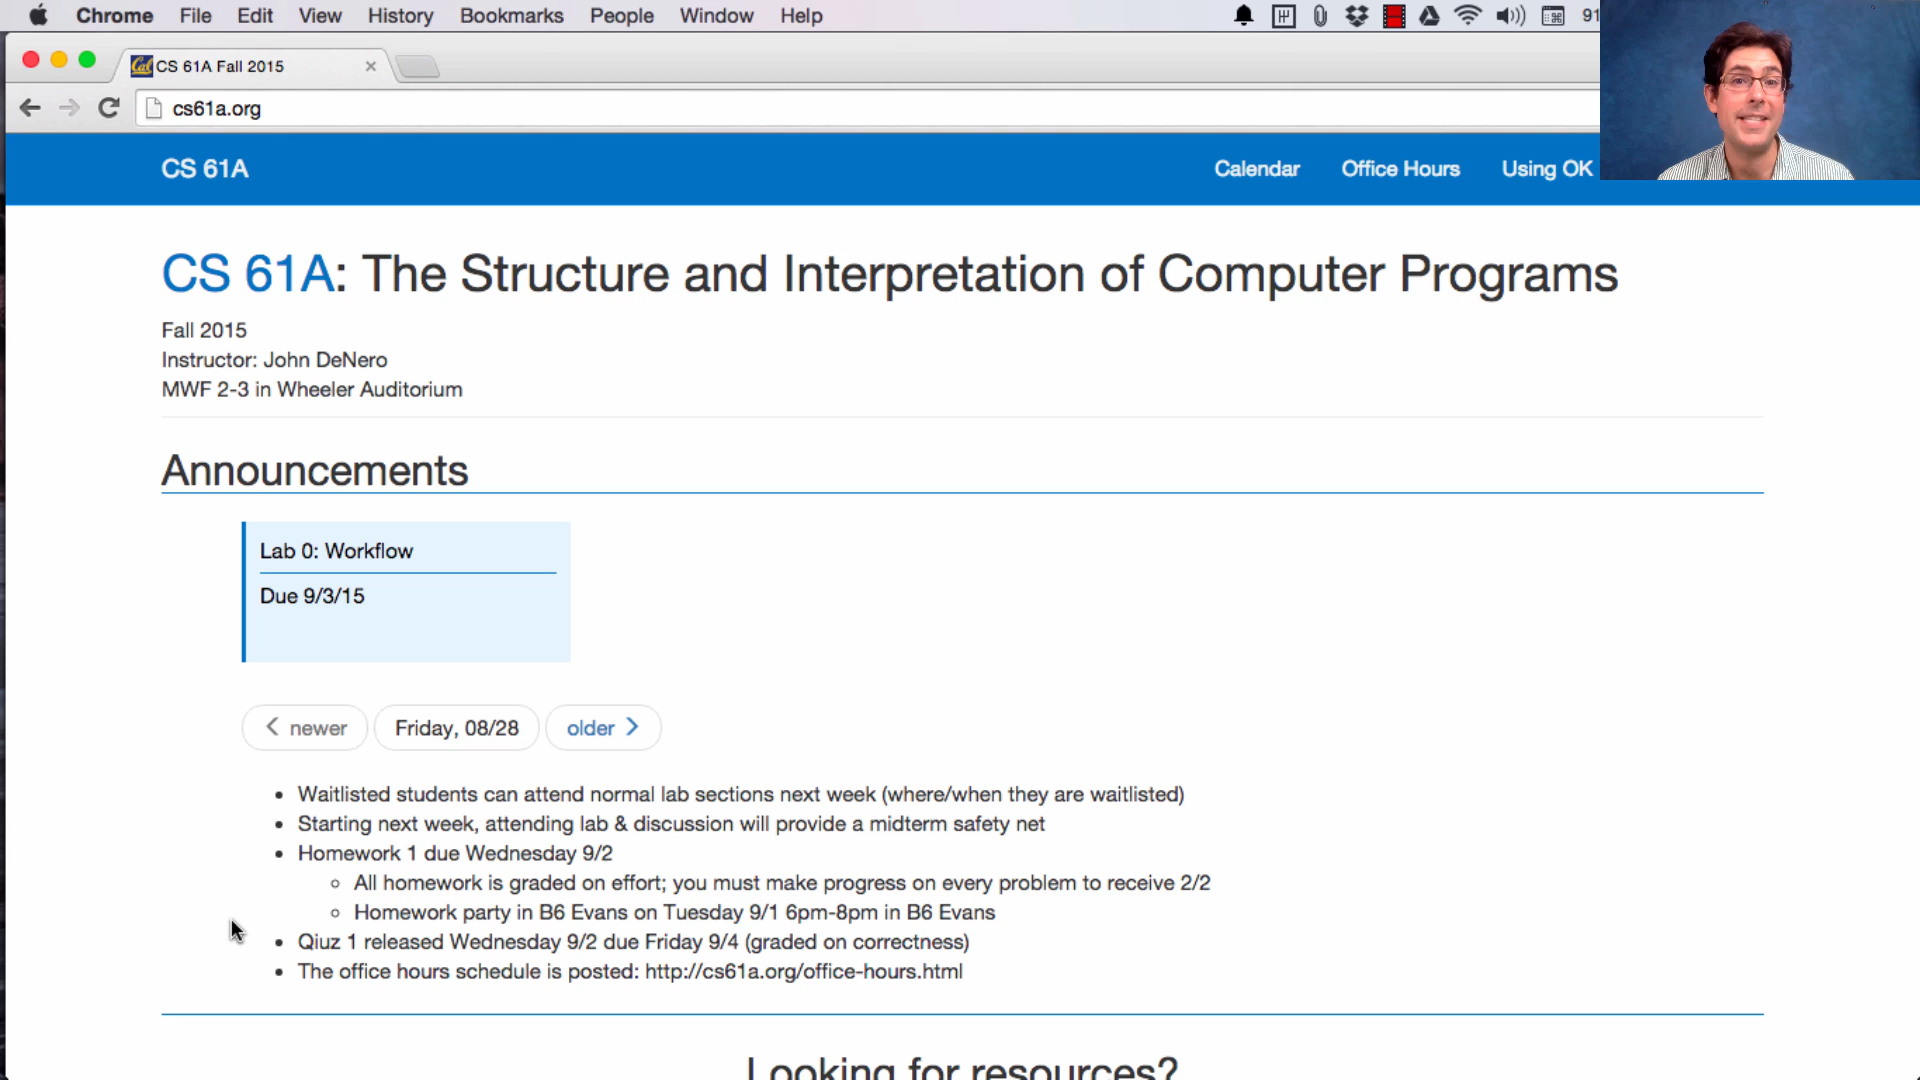 Chrome File Edit View History Bookmarks People Window Help
CS 61A Fall 2015
cs61a.org
CS 61A Calendar Office Hours Using OK
CS 61A: The Structure and Interpretation of Computer Programs
Fall 2015
Instructor: John DeNero
MWF 2-3 in Wheeler Auditorium
Announcements
Lab 0: Workflow
Due 9/3/15
newer Friday, 08/28 older
Waitlisted students can attend normal lab sections next week (where/when they are waitlisted)
Starting next week, attending lab & discussion will provide a midterm safety net
Homework 1 due Wednesday 9/2
All homework is graded on effort; you must make progress on every problem to receive 2/2
Homework party in B6 Evans on Tuesday 9/1 6pm-8pm in B6 Evans
Qiuz 1 released Wednesday 9/2 due Friday 9/4 (graded on correctness)
The office hours schedule is posted: http://cs61a.org/office-hours.html
Looking for resources?